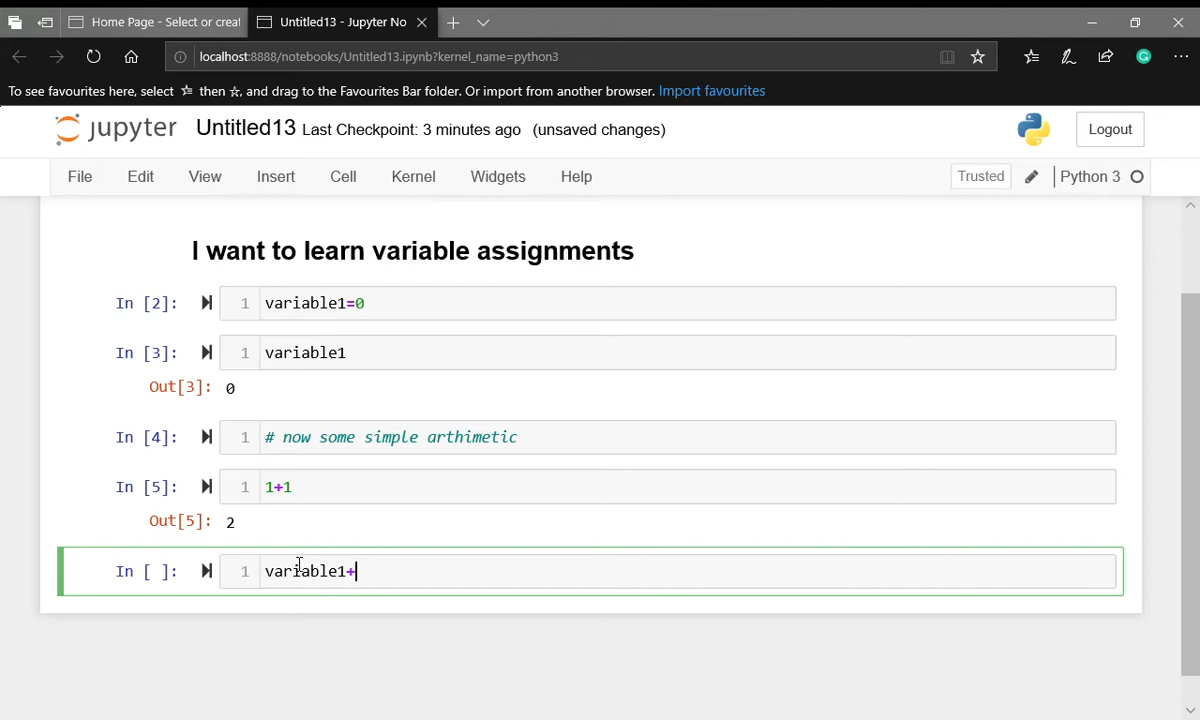 Home Page - Select or creat
Untitled13 - Jupyter No
localhost:8888/notebooks/Untitled13.ipynb?kernel_name=python3
To see favourites here, select then ☆, and drag to the Favourites Bar folder. Or import from another browser. Import favourites
jupyter Untitled13 Last Checkpoint: 3 minutes ago (unsaved changes) Logout
File Edit View Insert Cell Kernel Widgets Help Trusted Python 3
I want to learn variable assignments
In [2]: 1 variable1=0
In [3]: 1 variable1
Out[3]: 0
In [4]: 1 # now some simple arthimetic
In [5]: 1 1+1
Out[5]: 2
In [ ]: 1 variable1+